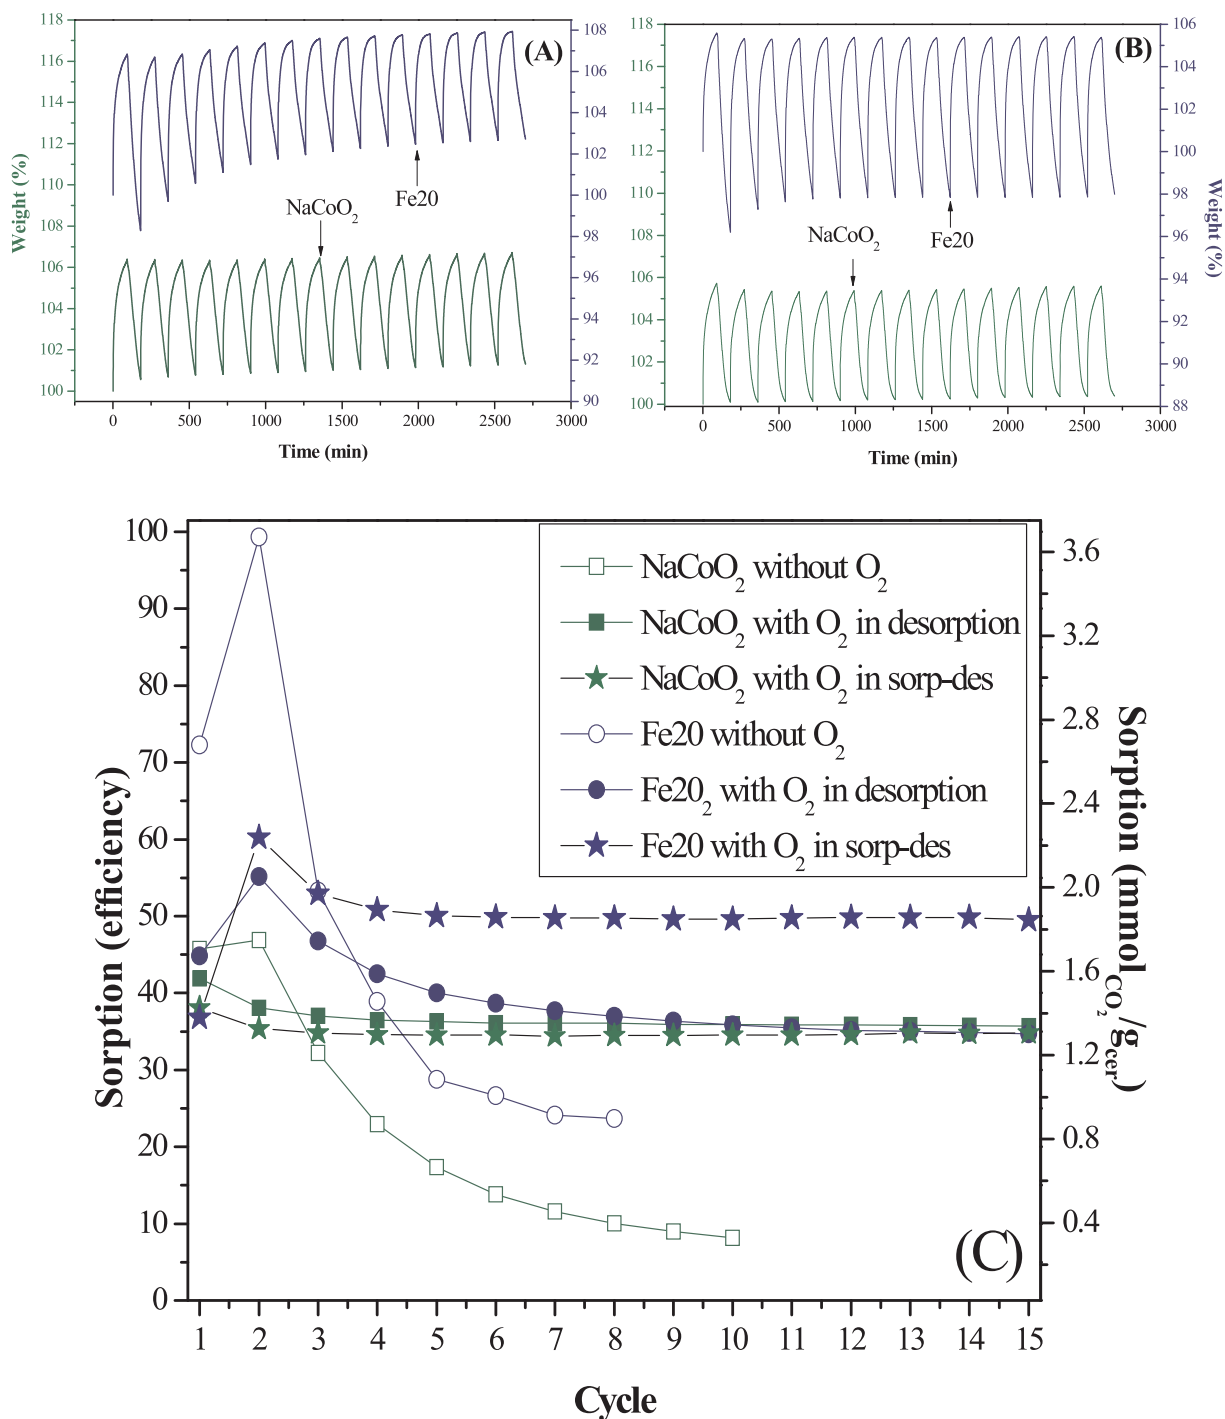 (A)
118
116
114
112
110
108
106
104
102
100
Weight (%)
108
106
104
102
100
98
96
94
92
90
NaCoO₂
Fe20
0 500 1000 1500 2000 2500 3000
Time (min)
(B)
118
116
114
112
110
108
106
104
102
100
106
104
102
100
98
96
94
92
90
88
Weight (%)
NaCoO₂
Fe20
0 500 1000 1500 2000 2500 3000
Time (min)
100
90
80
70
60
50
40
30
20
10
0
Sorption (efficiency)
NaCoO₂ without O₂
NaCoO₂ with O₂ in desorption
NaCoO₂ with O₂ in sorp-des
Fe20 without O₂
Fe20₂ with O₂ in desorption
Fe20 with O₂ in sorp-des
3.6
3.2
2.8
2.4
2.0
1.6
1.2
0.8
0.4
Sorption (mmol_CO₂/g_cer)
(C)
1 2 3 4 5 6 7 8 9 10 11 12 13 14 15
Cycle